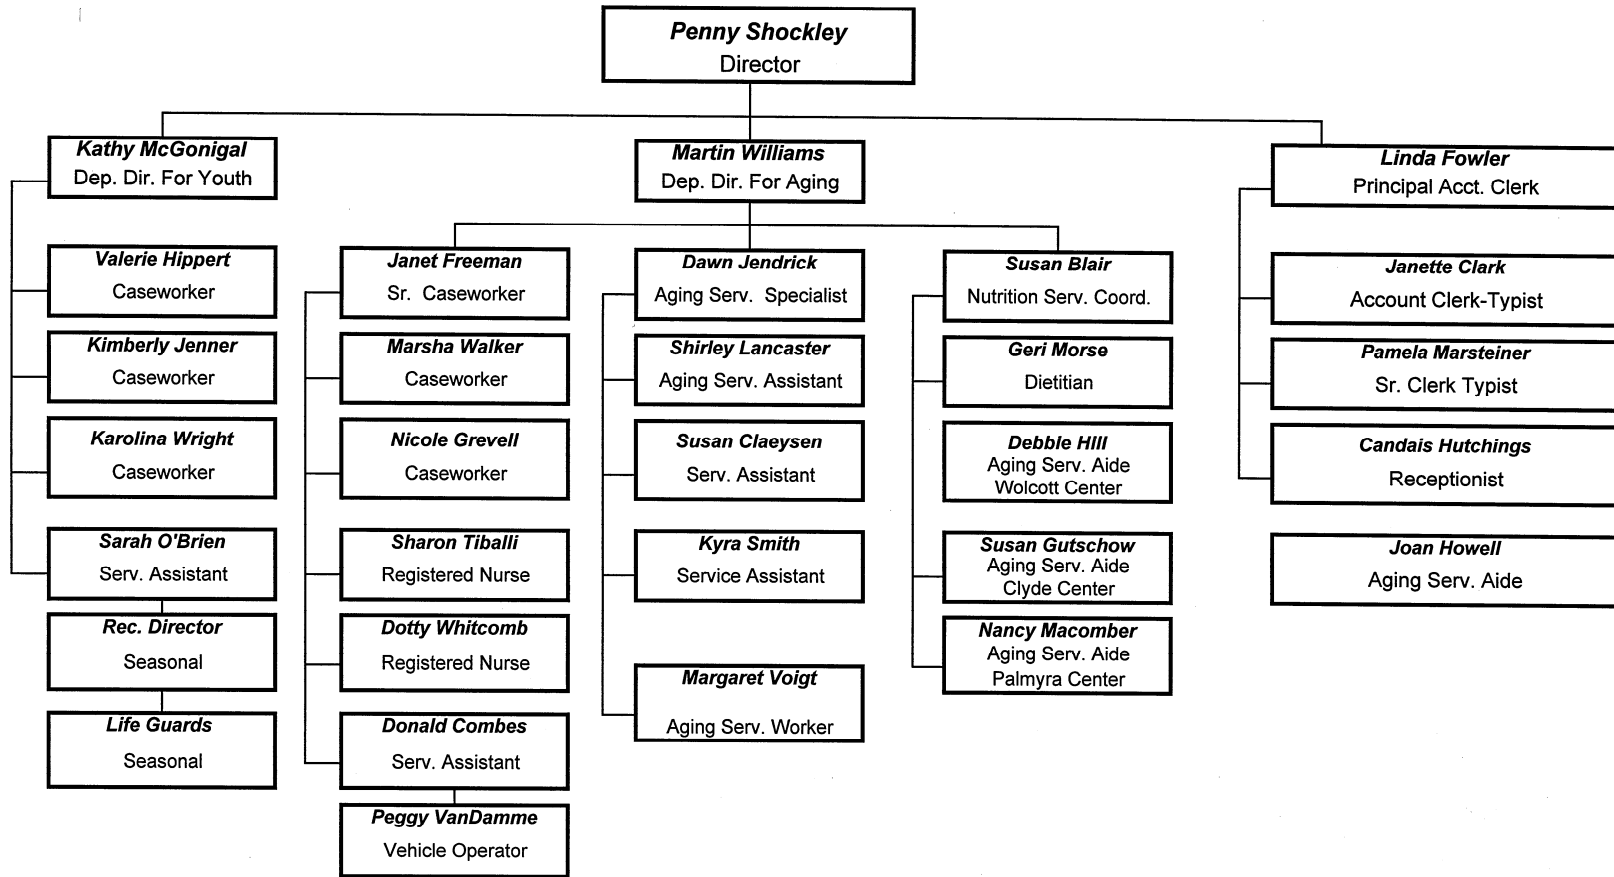 Penny Shockley
Director
Kathy McGonigal
Dep. Dir. For Youth
Martin Williams
Dep. Dir. For Aging
Linda Fowler
Principal Acct. Clerk
Valerie Hippert
Caseworker
Kimberly Jenner
Caseworker
Karolina Wright
Caseworker
Sarah O'Brien
Serv. Assistant
Rec. Director
Seasonal
Life Guards
Seasonal
Janet Freeman
Sr. Caseworker
Marsha Walker
Caseworker
Nicole Grevell
Caseworker
Sharon Tiballi
Registered Nurse
Dotty Whitcomb
Registered Nurse
Donald Combes
Serv. Assistant
Peggy VanDamme
Vehicle Operator
Dawn Jendrick
Aging Serv. Specialist
Shirley Lancaster
Aging Serv. Assistant
Susan Claeysen
Serv. Assistant
Kyra Smith
Service Assistant
Margaret Voigt
Aging Serv. Worker
Susan Blair
Nutrition Serv. Coord.
Geri Morse
Dietitian
Debble Hill
Aging Serv. Aide
Wolcott Center
Susan Gutschow
Aging Serv. Aide
Clyde Center
Nancy Macomber
Aging Serv. Aide
Palmyra Center
Janette Clark
Account Clerk-Typist
Pamela Marsteiner
Sr. Clerk Typist
Candais Hutchings
Receptionist
Joan Howell
Aging Serv. Aide